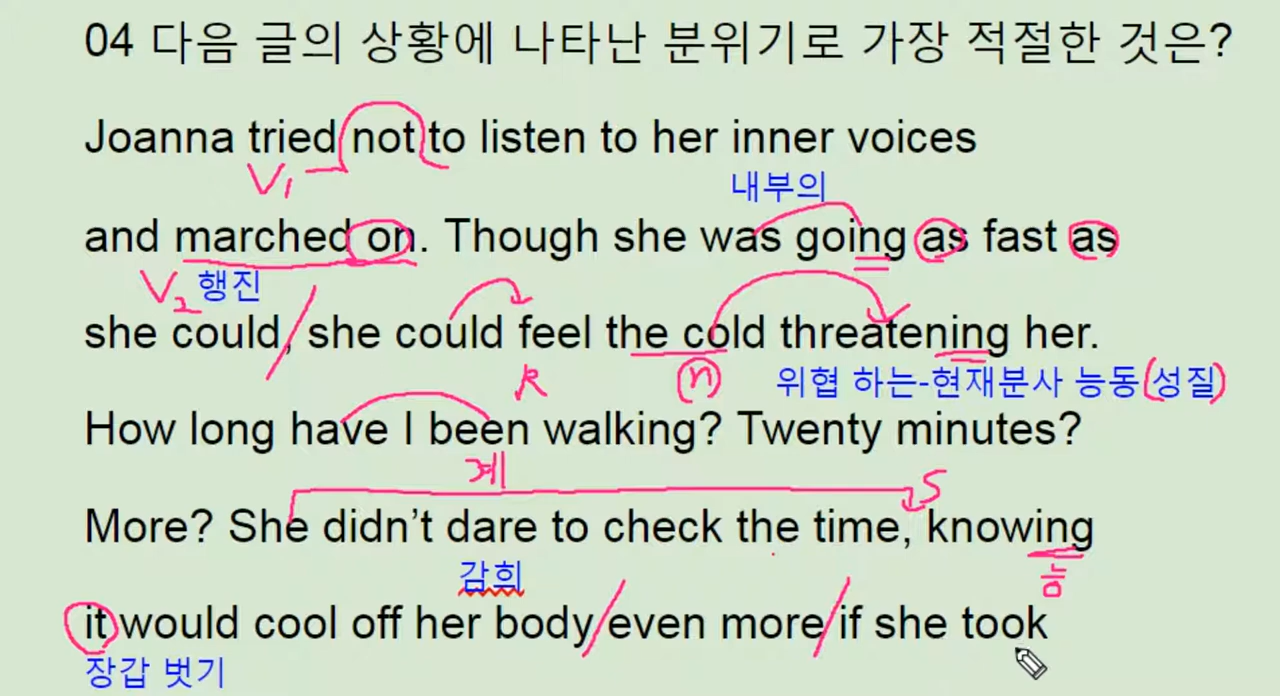 04 다음 글의 상황에 나타난 분위기로 가장 적절한 것은?
Joanna tried not to listen to her inner voices
V1
내부의
and marched on. Though she was going as fast as
V2 행진
she could, she could feel the cold threatening her.
R
n
위협 하는-현재분사 능동(성질)
How long have I been walking? Twenty minutes?
계
S
More? She didn't dare to check the time, knowing
감희
능
it would cool off her body even more if she took
장갑 벗기